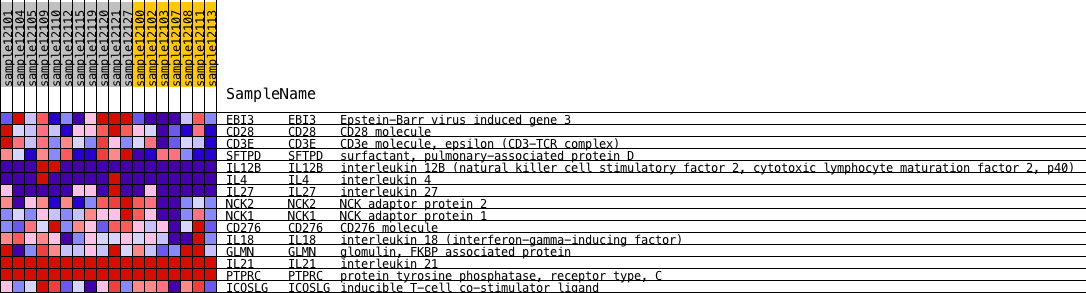 sample12101 sample12104 sample12105 sample12109 sample12110 sample12112 sample12115 sample12119 sample12120 sample12121 sample12127 sample12100 sample12102 sample12103 sample12107 sample12108 sample12111 sample12113
SampleName
EBI3 EBI3 Epstein-Barr virus induced gene 3
CD28 CD28 CD28 molecule
CD3E CD3E CD3e molecule, epsilon (CD3-TCR complex)
SFTPD SFTPD surfactant, pulmonary-associated protein D
IL12B IL12B interleukin 12B (natural killer cell stimulatory factor 2, cytotoxic lymphocyte maturation factor 2, p40)
IL4 IL4 interleukin 4
IL27 IL27 interleukin 27
NCK2 NCK2 NCK adaptor protein 2
NCK1 NCK1 NCK adaptor protein 1
CD276 CD276 CD276 molecule
IL18 IL18 interleukin 18 (interferon-gamma-inducing factor)
GLMN GLMN glomulin, FKBP associated protein
IL21 IL21 interleukin 21
PTPRC PTPRC protein tyrosine phosphatase, receptor type, C
ICOSLG ICOSLG inducible T-cell co-stimulator ligand